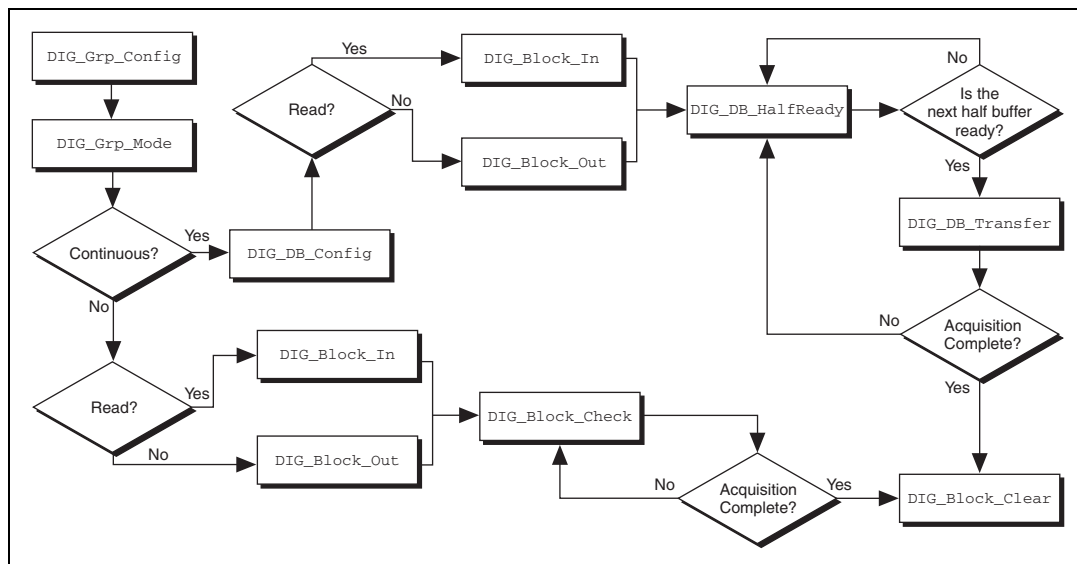 DIG_Grp_Config
DIG_Grp_Mode
Continuous?
Yes
No
DIG_DB_Config
Read?
Yes
No
DIG_Block_In
DIG_Block_Out
DIG_DB_HalfReady
No
Is the
next half buffer
ready?
Yes
DIG_DB_Transfer
No
Acquisition
Complete?
Yes
Read?
Yes
No
DIG_Block_In
DIG_Block_Out
DIG_Block_Check
No
Acquisition
Complete?
Yes
DIG_Block_Clear